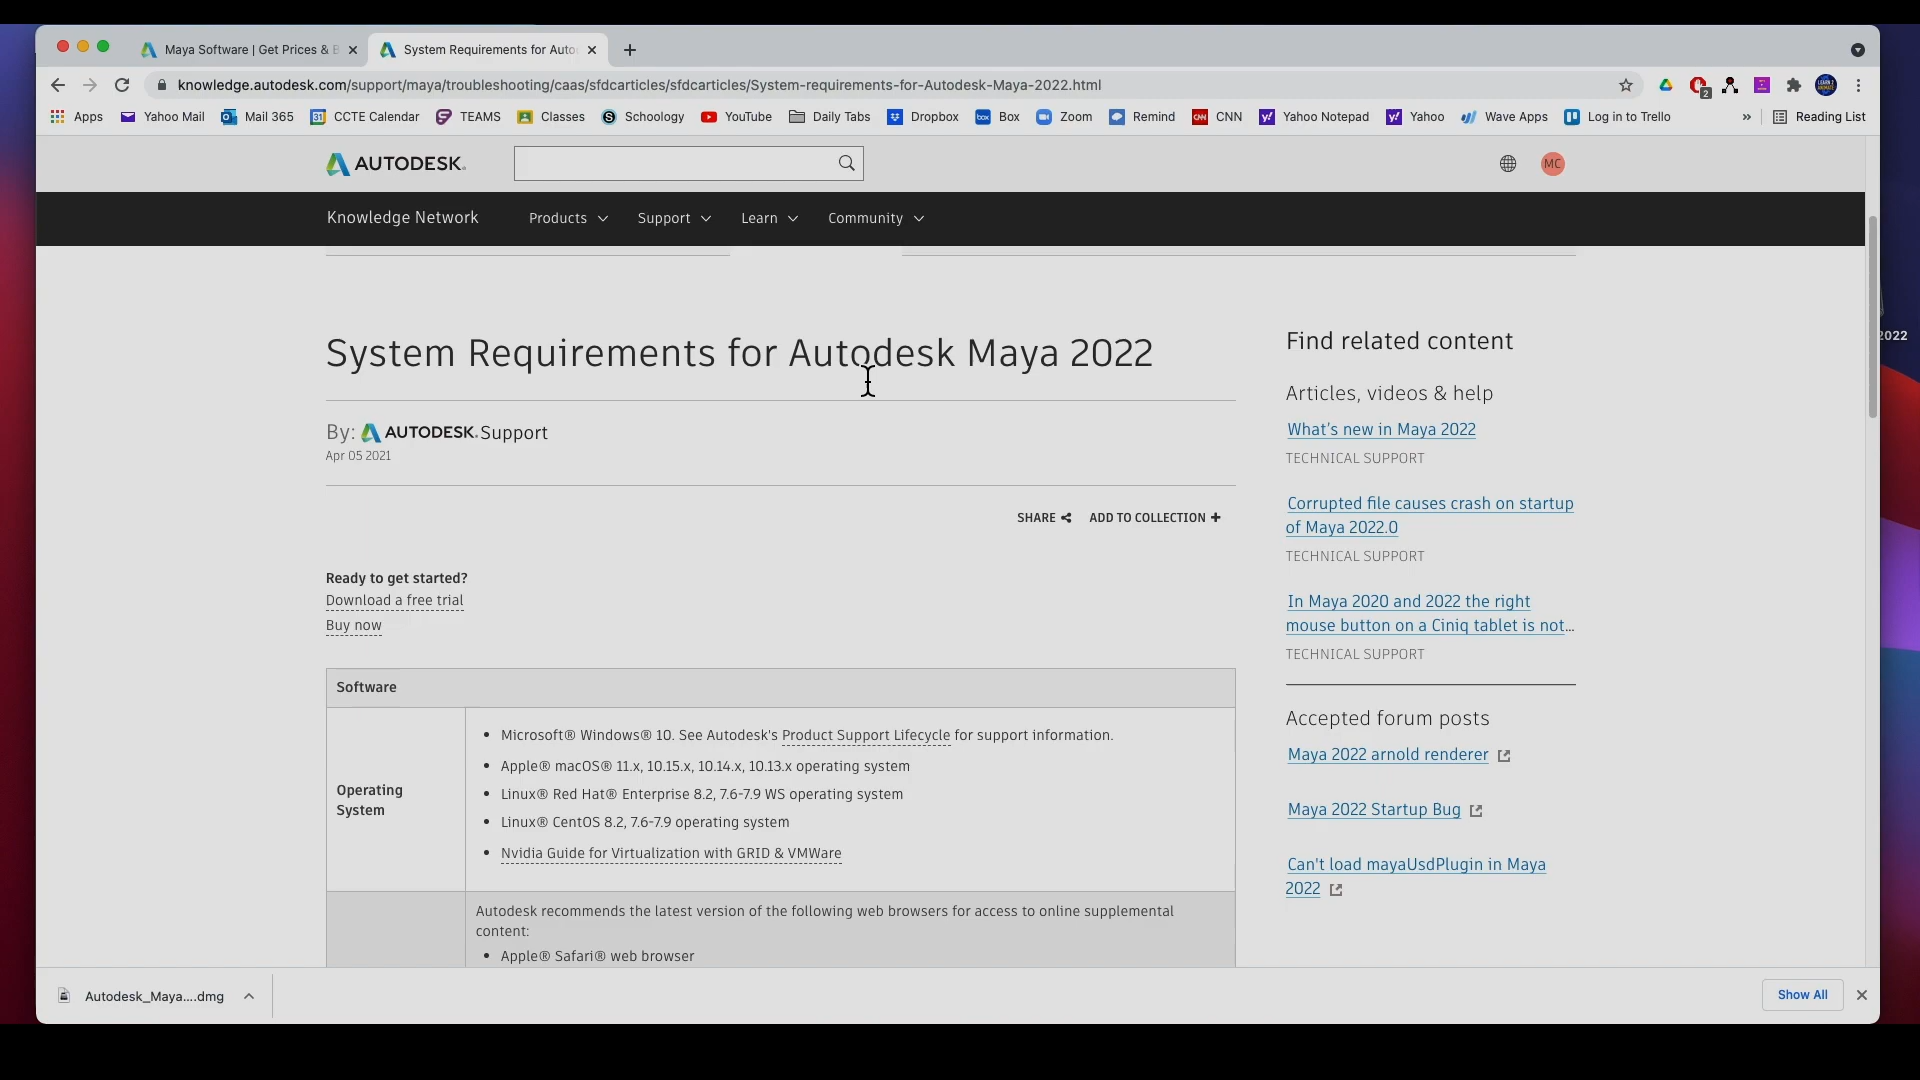 Maya Software | Get Prices & B
System Requirements for Auto
knowledge.autodesk.com/support/maya/troubleshooting/caas/sfdcarticles/sfdcarticles/System-requirements-for-Autodesk-Maya-2022.html
2
Apps Yahoo Mail Mail 365 31 CCTE Calendar TEAMS Classes Schoology YouTube Daily Tabs Dropbox box Box Zoom Remind CNN CNN Yahoo Notepad Yahoo Wave Apps Log in to Trello » Reading List
AUTODESK.
MC
Knowledge Network Products Support Learn Community
2022
System Requirements for Autodesk Maya 2022
By: AUTODESK. Support
Apr 05 2021
SHARE ADD TO COLLECTION +
Ready to get started?
Download a free trial
Buy now
Software
Operating
System
• Microsoft® Windows® 10. See Autodesk's Product Support Lifecycle for support information.
• Apple® macOS® 11.x, 10.15.x, 10.14.x, 10.13.x operating system
• Linux® Red Hat® Enterprise 8.2, 7.6-7.9 WS operating system
• Linux® CentOS 8.2, 7.6-7.9 operating system
• Nvidia Guide for Virtualization with GRID & VMWare
Autodesk recommends the latest version of the following web browsers for access to online supplemental
content:
• Apple® Safari® web browser
Find related content
Articles, videos & help
What's new in Maya 2022
TECHNICAL SUPPORT
Corrupted file causes crash on startup
of Maya 2022.0
TECHNICAL SUPPORT
In Maya 2020 and 2022 the right
mouse button on a Ciniq tablet is not...
TECHNICAL SUPPORT
Accepted forum posts
Maya 2022 arnold renderer
Maya 2022 Startup Bug
Can't load mayaUsdPlugin in Maya
2022
Autodesk_Maya....dmg
Show All